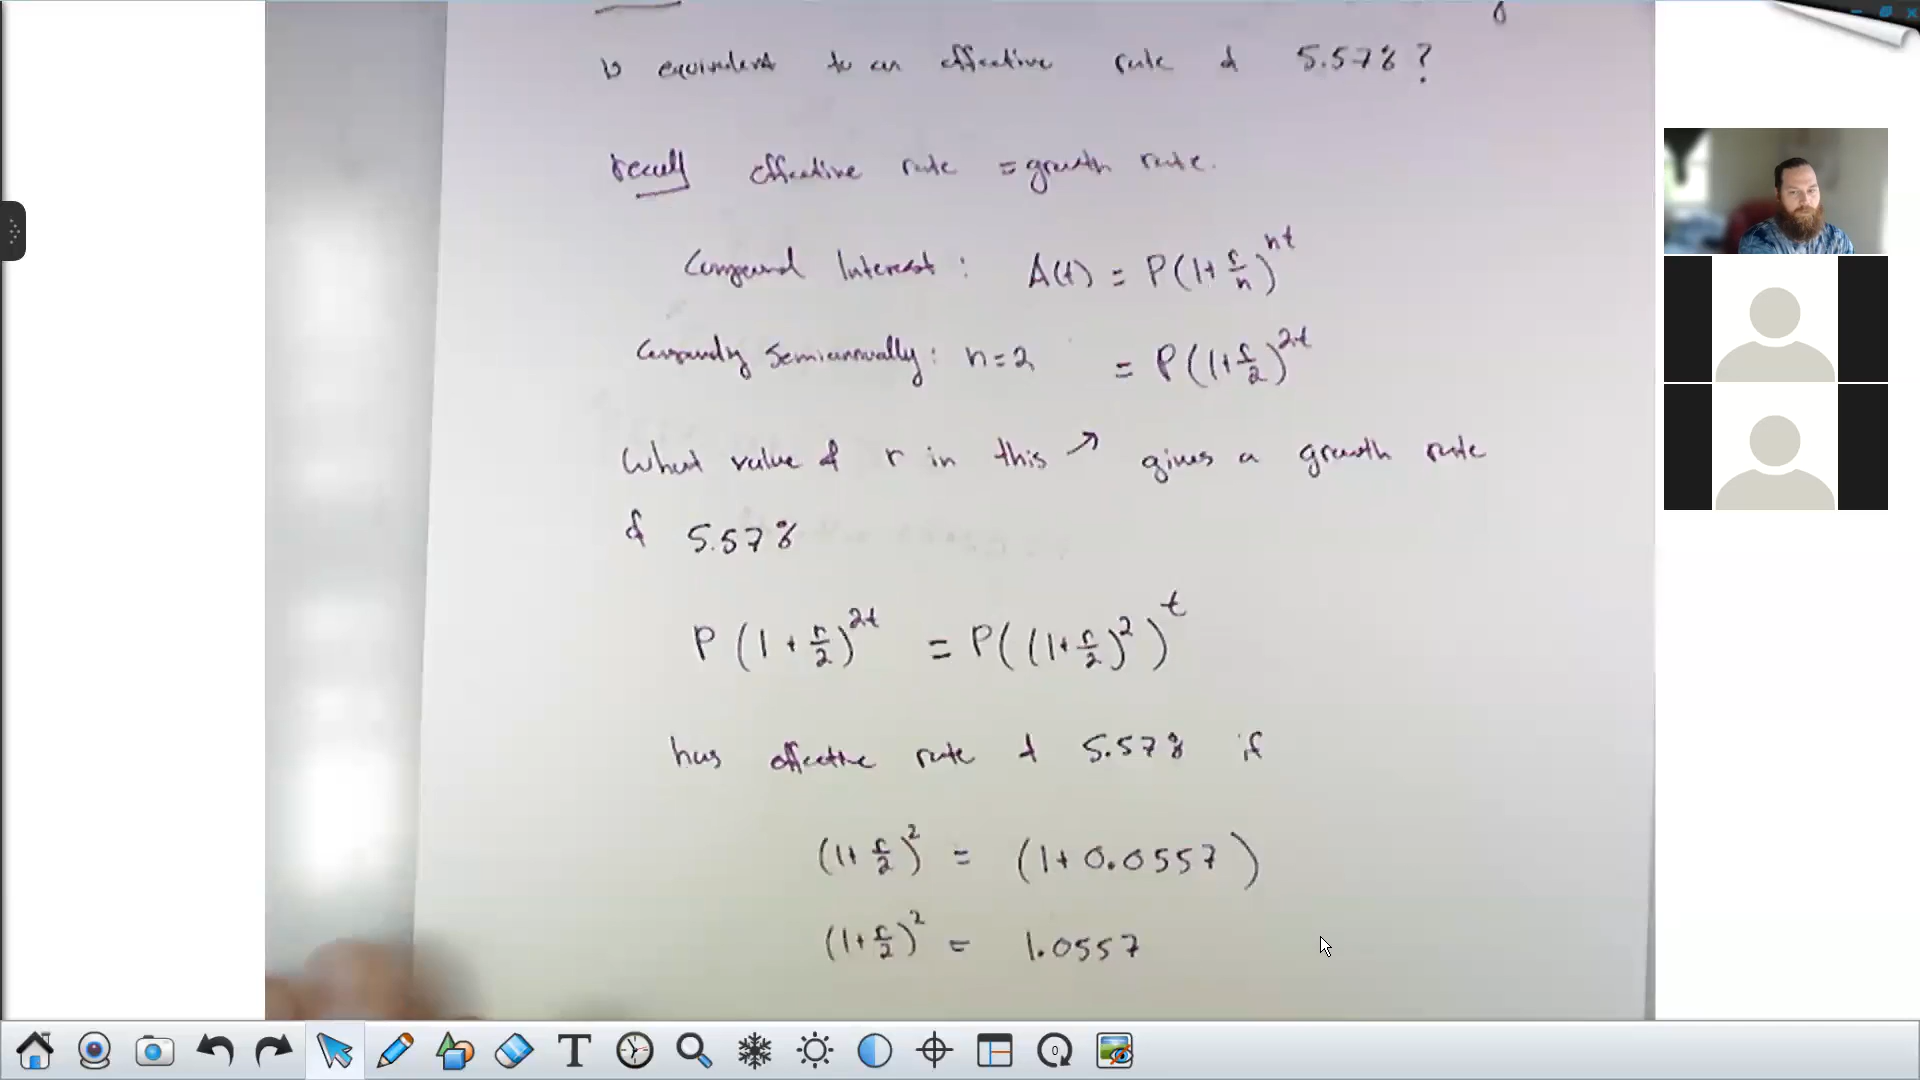 is equivalent to an effective rate of 5.57% ?
Recall effective rate = growth rate.
Compound Interest : A(t) = P(1+r/n)^nt
Compounding Semiannually: n=2 = P(1+r/2)^2t
What value of r in this ↗ gives a growth rate
of 5.57%
P(1+r/2)^2t = P((1+r/2)^2)^t
has effective rate of 5.57% if
(1+r/2)^2 = (1+0.0557)
(1+r/2)^2 = 1.0557
T
0